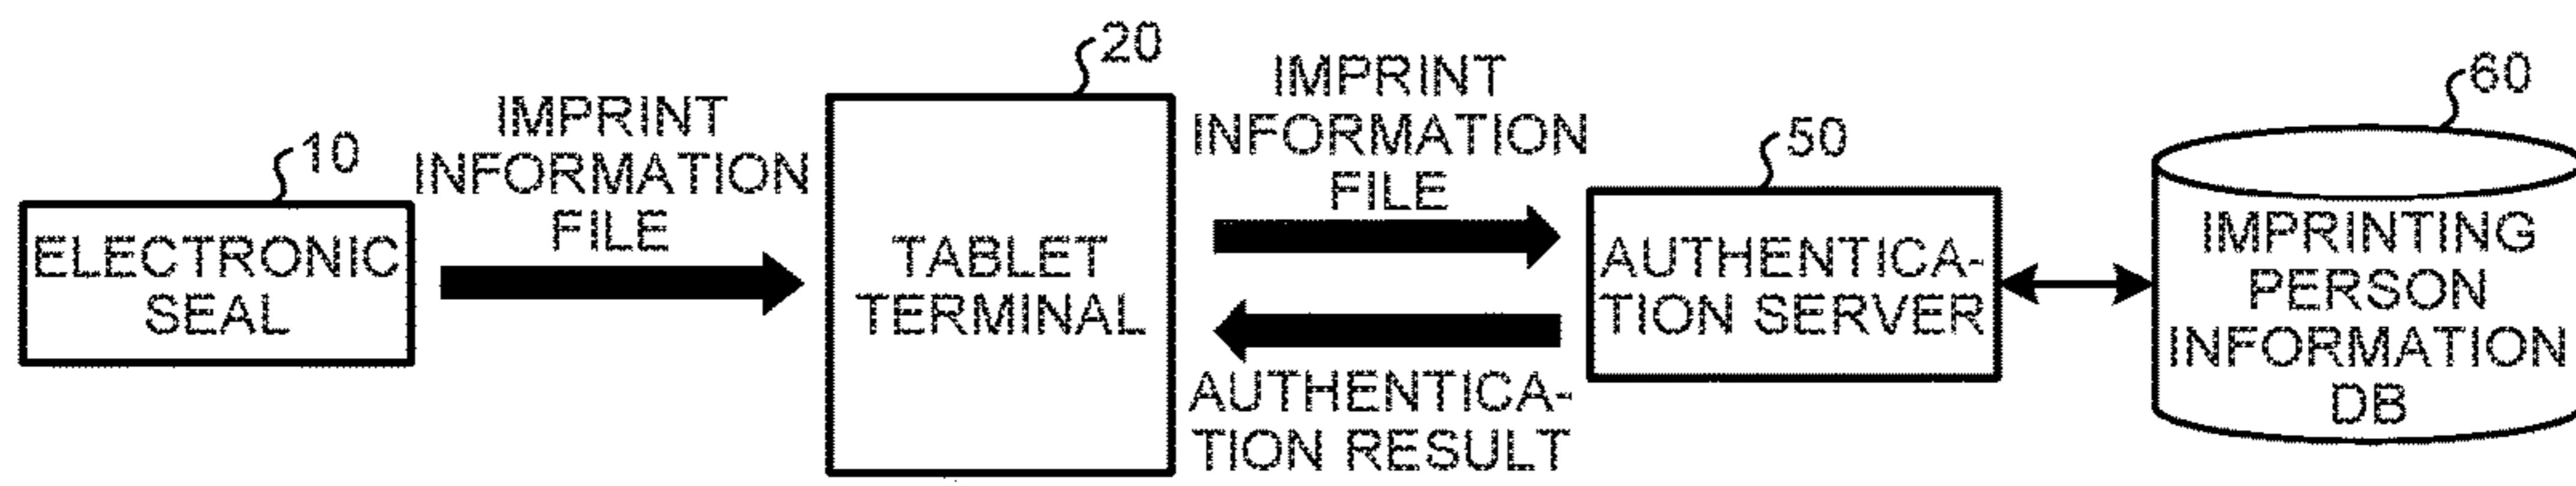 10
ELECTRONIC
SEAL
IMPRINT
INFORMATION
FILE
20
TABLET
TERMINAL
IMPRINT
INFORMATION
FILE
AUTHENTICA-
TION RESULT
50
AUTHENTICA-
TION SERVER
60
IMPRINTING
PERSON
INFORMATION
DB